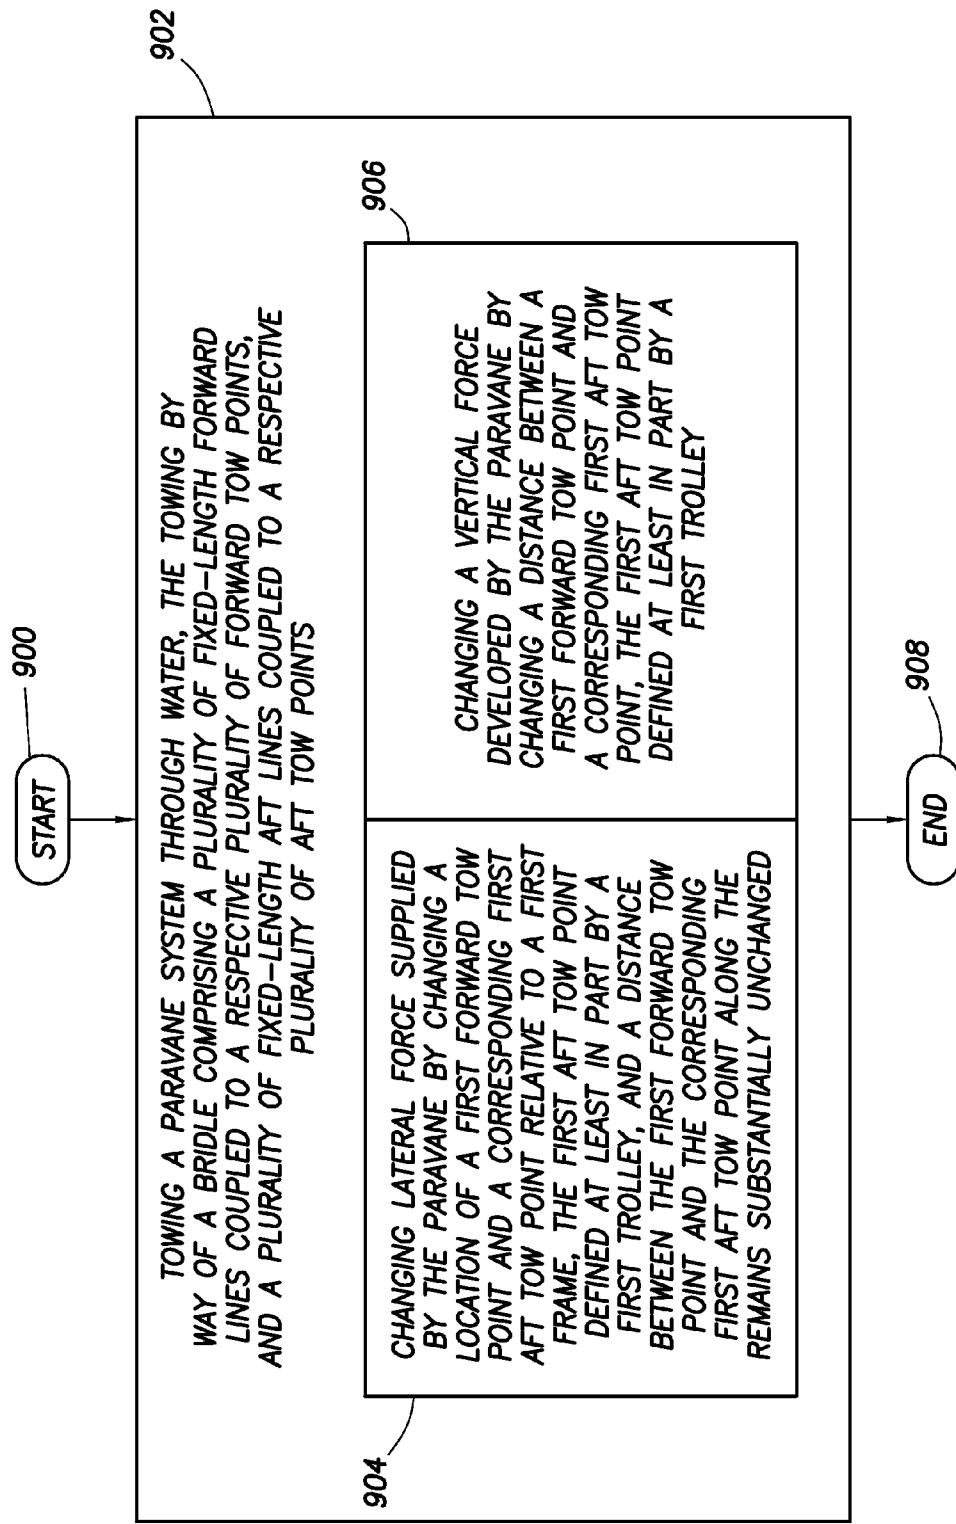 900
START
902
TOWING A PARAVANE SYSTEM THROUGH WATER, THE TOWING BY
WAY OF A BRIDLE COMPRISING A PLURALITY OF FIXED-LENGTH FORWARD
LINES COUPLED TO A RESPECTIVE PLURALITY OF FORWARD TOW POINTS,
AND A PLURALITY OF FIXED-LENGTH AFT LINES COUPLED TO A RESPECTIVE
PLURALITY OF AFT TOW POINTS
904
CHANGING LATERAL FORCE SUPPLIED
BY THE PARAVANE BY CHANGING A
LOCATION OF A FIRST FORWARD TOW
POINT AND A CORRESPONDING FIRST
AFT TOW POINT RELATIVE TO A FIRST
FRAME, THE FIRST AFT TOW POINT
DEFINED AT LEAST IN PART BY A
FIRST TROLLEY, AND A DISTANCE
BETWEEN THE FIRST FORWARD TOW
POINT AND THE CORRESPONDING
FIRST AFT TOW POINT ALONG THE
REMAINS SUBSTANTIALLY UNCHANGED
906
CHANGING A VERTICAL FORCE
DEVELOPED BY THE PARAVANE BY
CHANGING A DISTANCE BETWEEN A
FIRST FORWARD TOW POINT AND
A CORRESPONDING FIRST AFT TOW
POINT, THE FIRST AFT TOW POINT
DEFINED AT LEAST IN PART BY A
FIRST TROLLEY
908
END